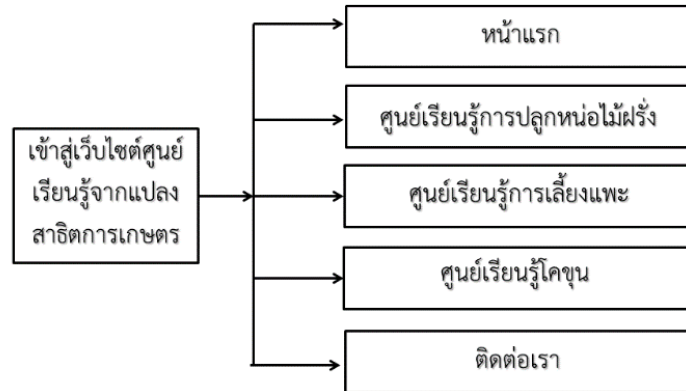 เข้าสู่เว็บไซต์ศูนย์
เรียนรู้จากแปลง
สาธิตการเกษตร
หน้าแรก
ศูนย์เรียนรู้การปลูกหน่อไม้ฝรั่ง
ศูนย์เรียนรู้การเลี้ยงแพะ
ศูนย์เรียนรู้โคขุน
ติดต่อเรา